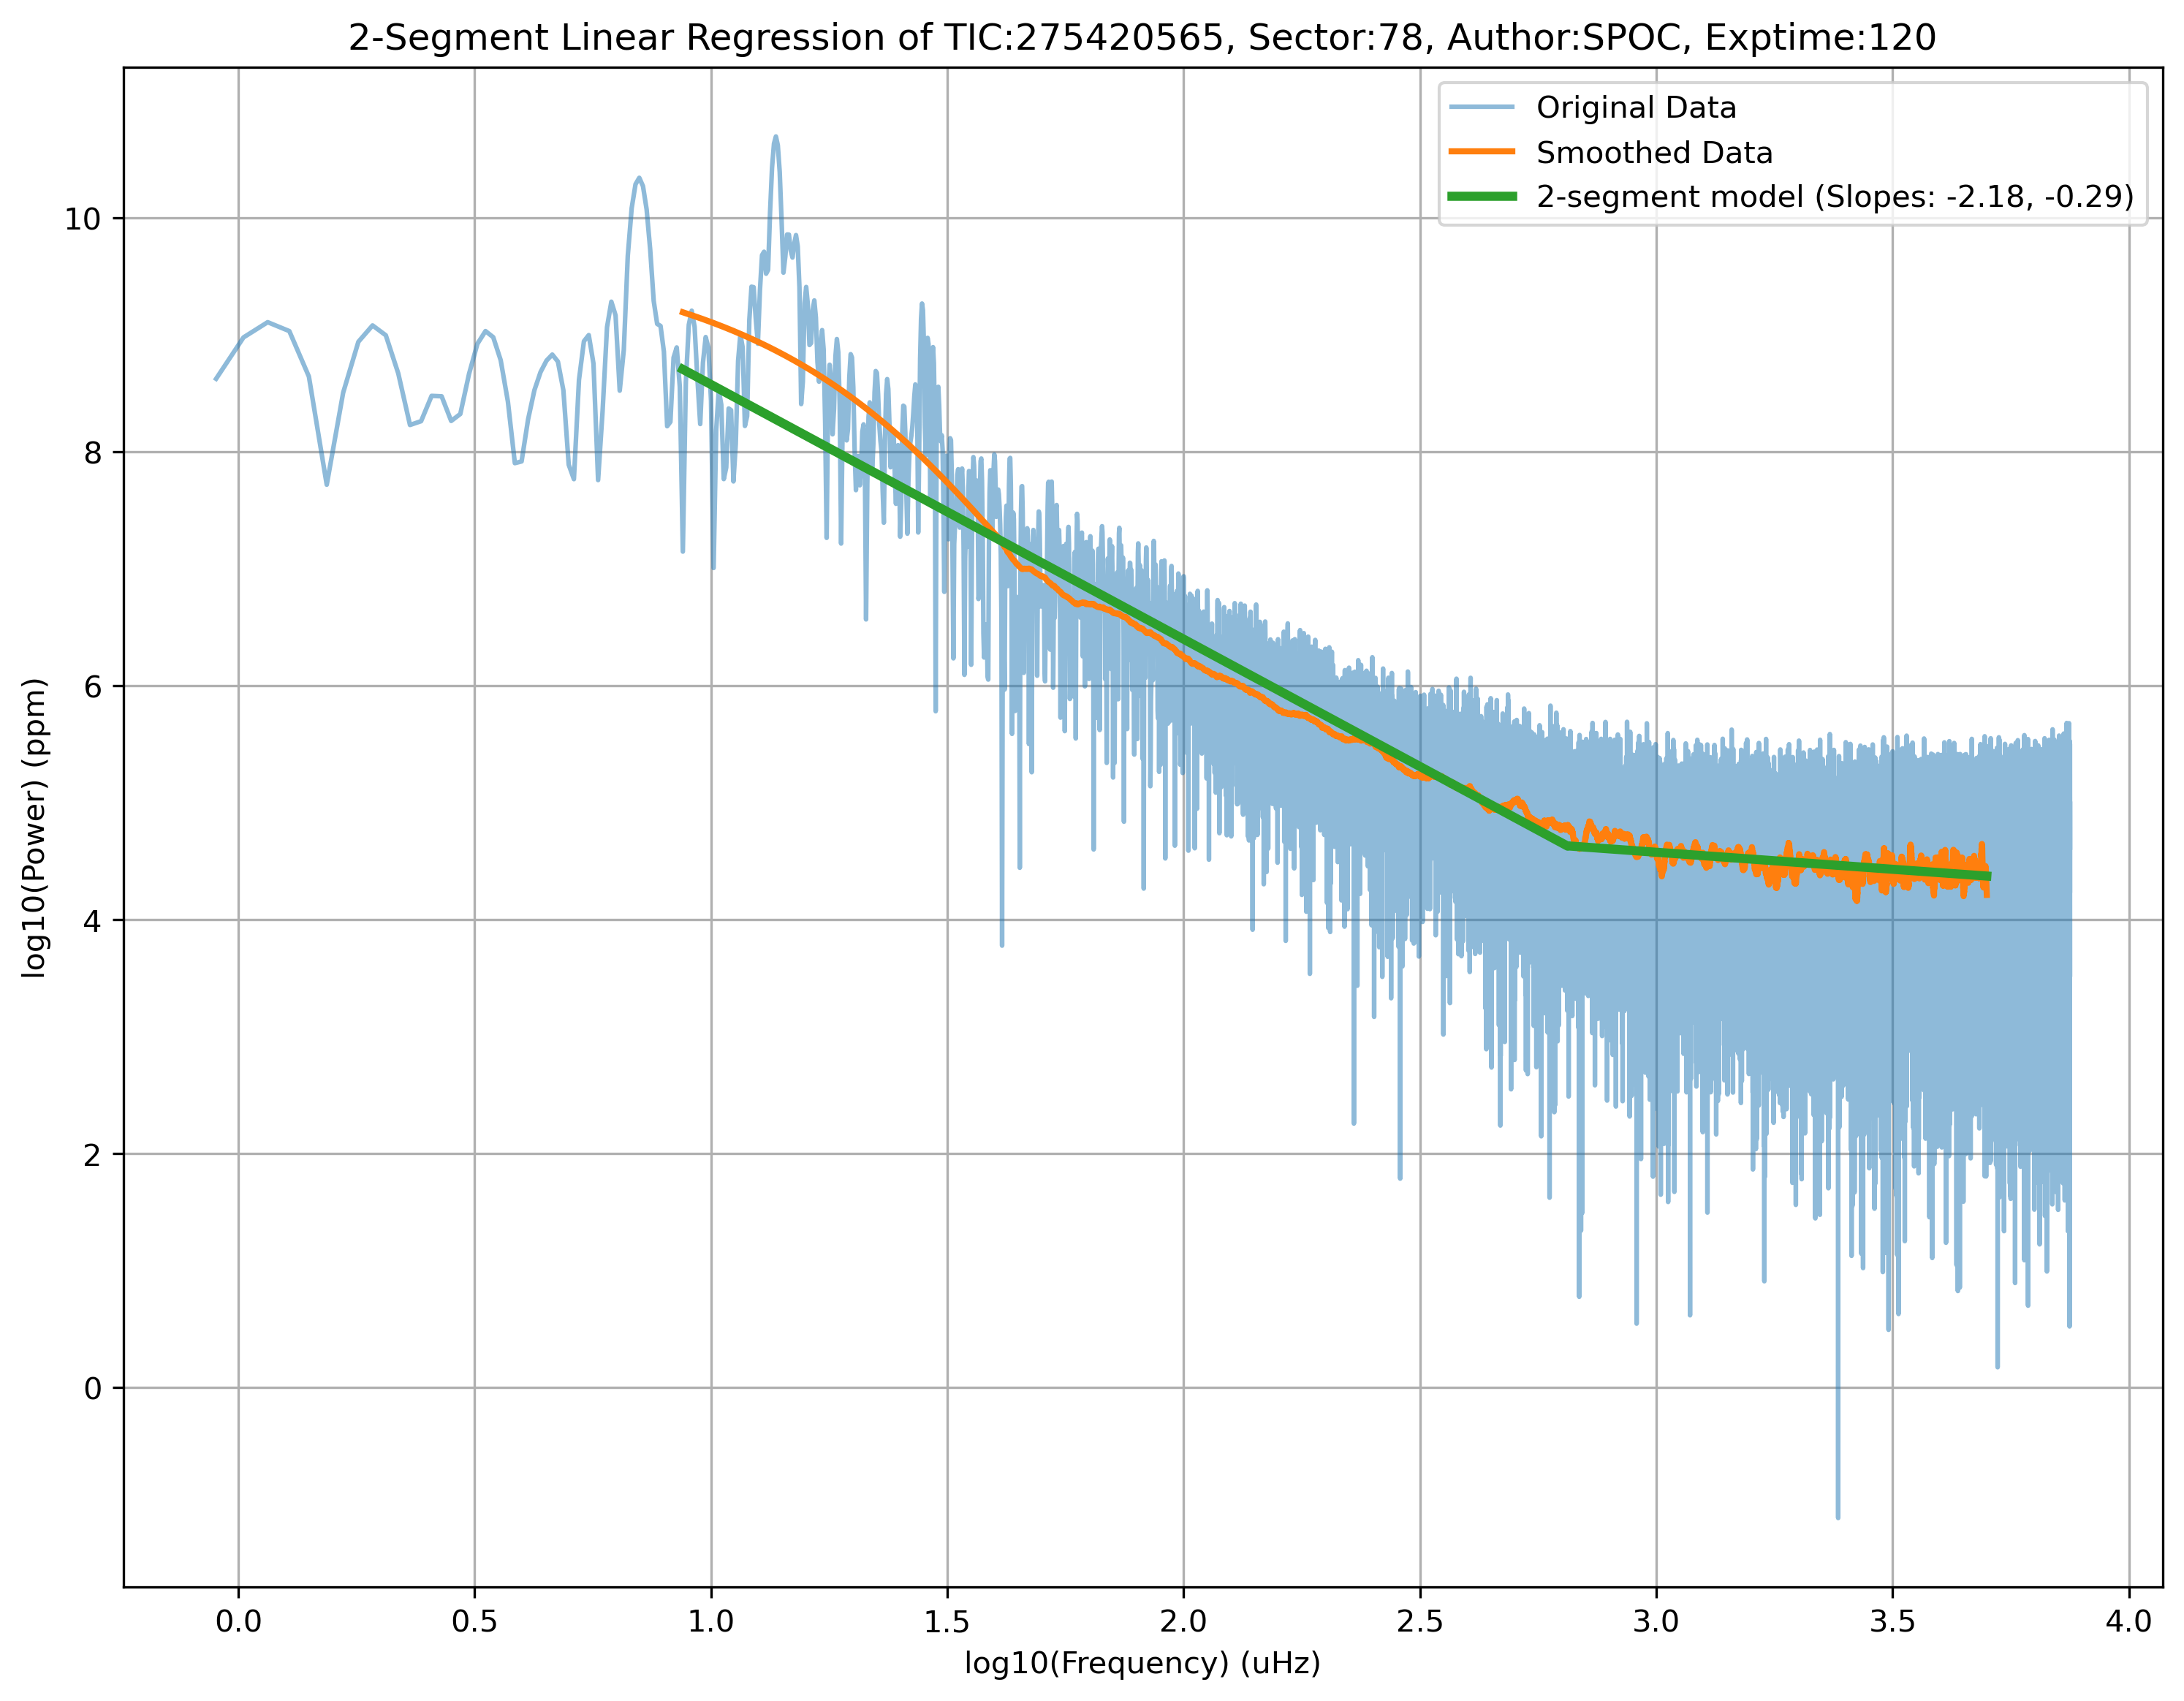 2-Segment Linear Regression of TIC:275420565, Sector:78, Author:SPOC, Exptime:120
Original Data
Smoothed Data
2-segment model (Slopes: -2.18, -0.29)
log10(Power) (ppm)
10
8
6
4
2
0
0.0 0.5 1.0 1.5 2.0 2.5 3.0 3.5 4.0
log10(Frequency) (uHz)